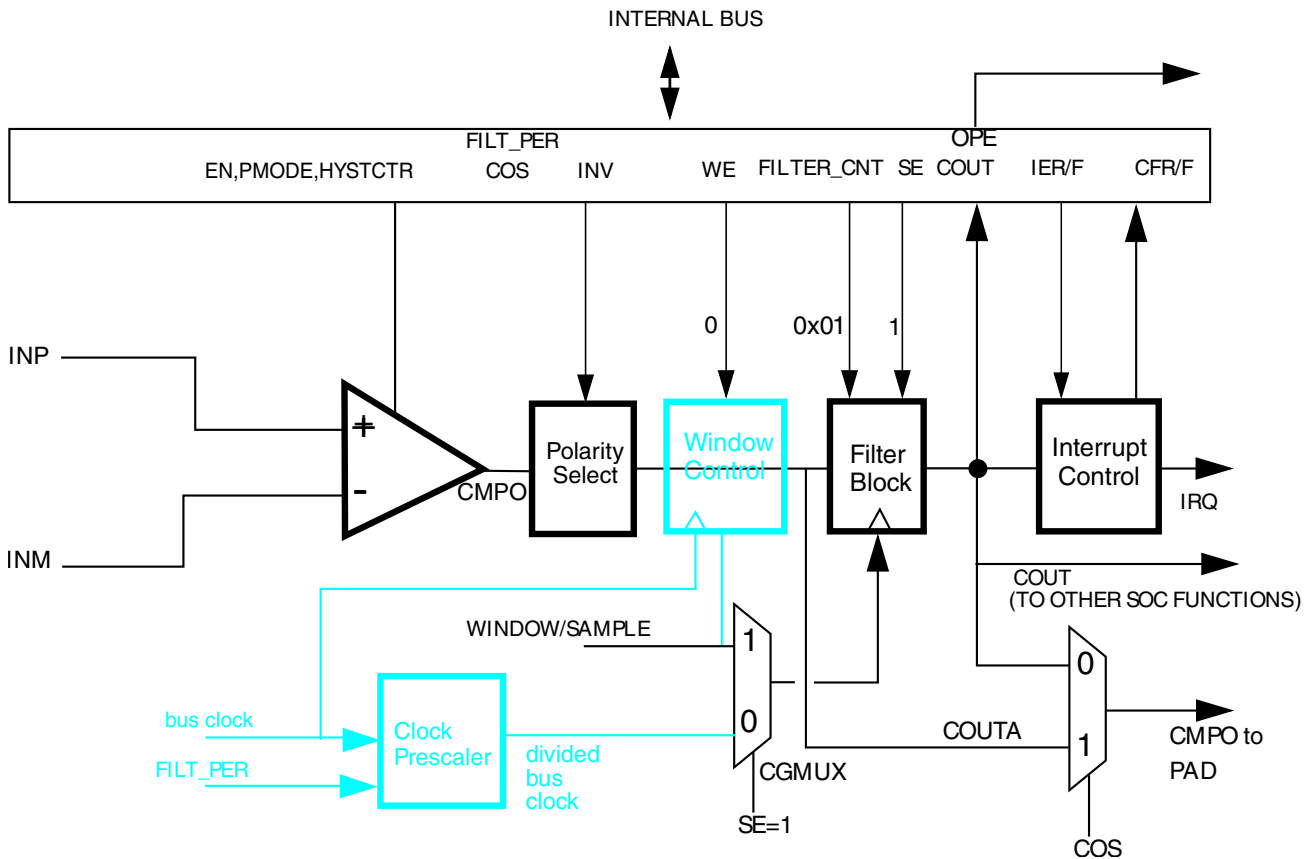 INTERNAL BUS
FILT_PER
OPE
EN,PMODE,HYSTCTR
COS
INV
WE
FILTER_CNT
SE
COUT
IER/F
CFR/F
0
0x01
1
INP
+
-
INM
CMPO
Polarity
Select
Window
Control
Filter
Block
Interrupt
Control
IRQ
COUT
(TO OTHER SOC FUNCTIONS)
WINDOW/SAMPLE
1
0
CGMUX
SE=1
bus clock
FILT_PER
Clock
Prescaler
divided
bus
clock
COUTA
0
1
CMPO to
PAD
COS